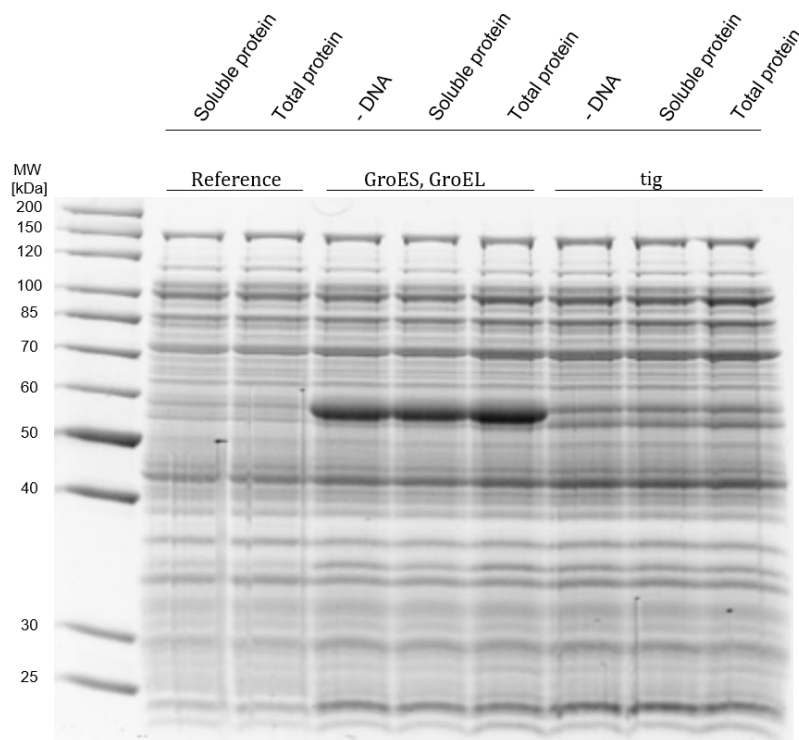 Soluble protein
Total protein
- DNA
Soluble protein
Total protein
- DNA
Soluble protein
Total protein
MW
[kDa]
Reference
GroES, GroEL
tig
200
150
120
100
85
70
60
50
40
30
25